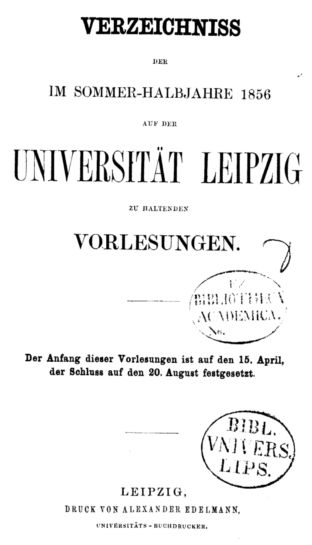 VERZEICHNISS
DER
IM SOMMER-HALBJAHRE 1856
AUF DER
UNIVERSITÄT LEIPZIG
ZU HALTENDEN
VORLESUNGEN.
EX
BIBLIOTHECA
ACADEMICA.
No.
Der Anfang dieser Vorlesungen ist auf den 15. April,
der Schluss auf den 20. August festgesetzt.
BIBL.
VNIVERS.
LIPS.
LEIPZIG,
DRUCK VON ALEXANDER EDELMANN,
UNIVERSITÄTS-BUCHDRUCKER.